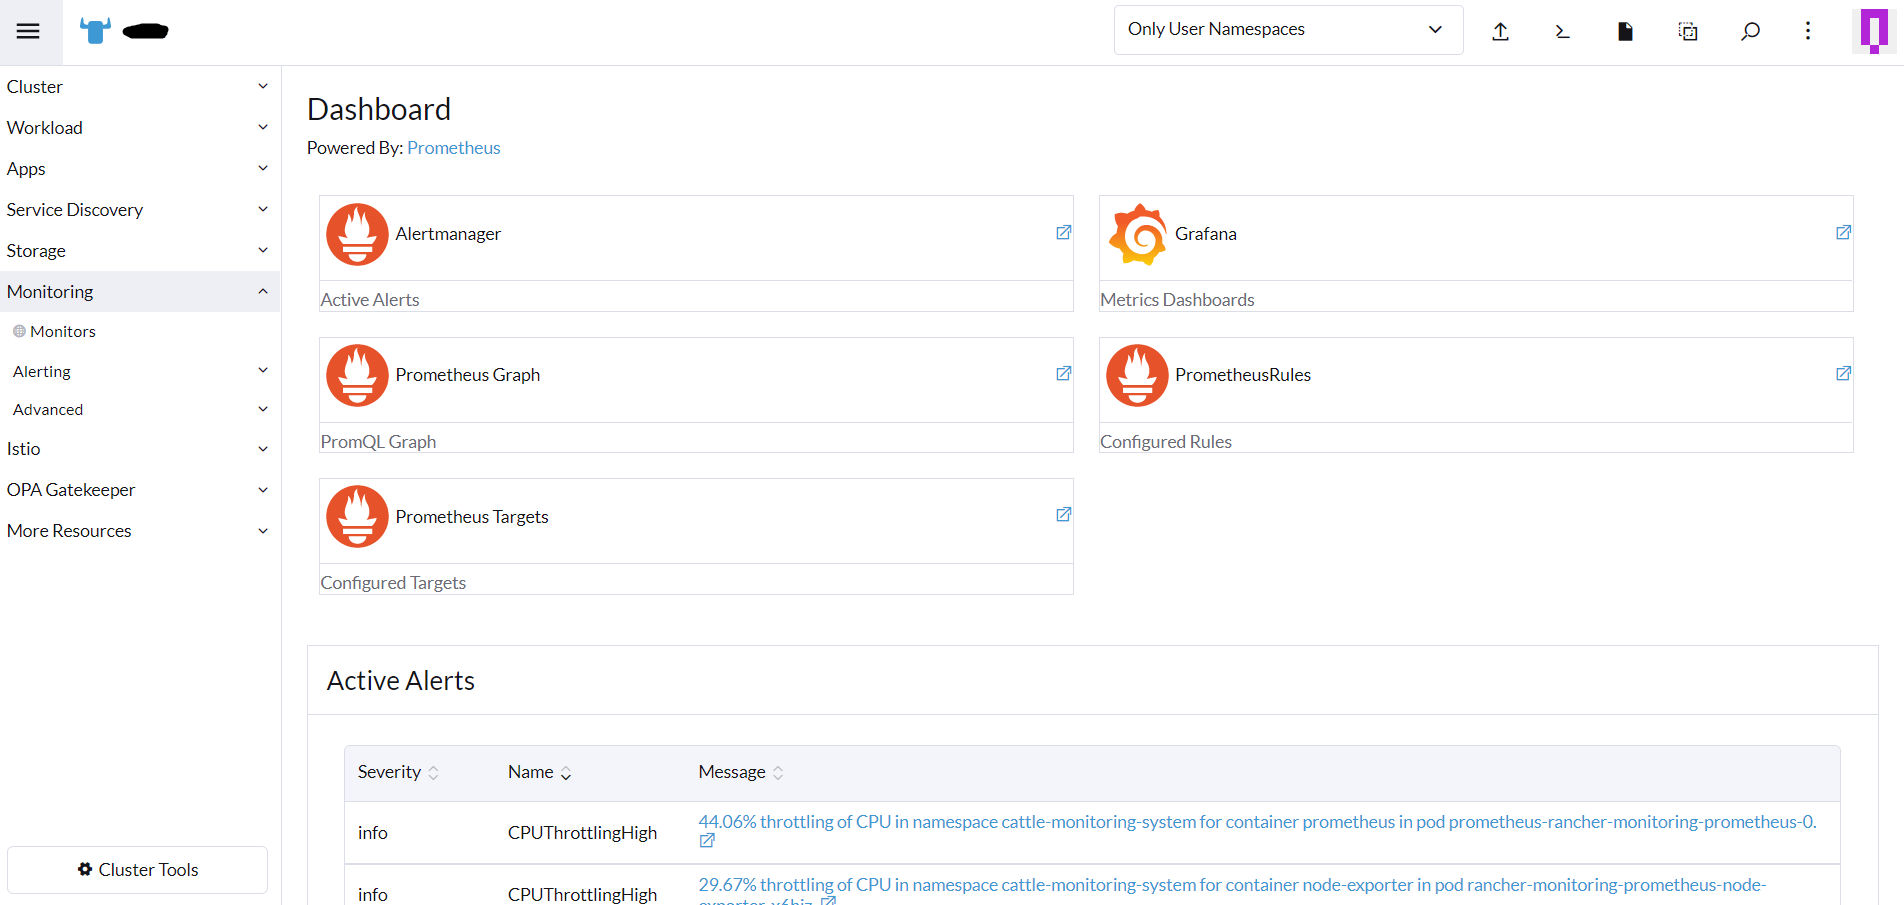 Only User Namespaces
Cluster
Workload
Apps
Service Discovery
Storage
Monitoring
Monitors
Alerting
Advanced
Istio
OPA Gatekeeper
More Resources
Cluster Tools
Dashboard
Powered By: Prometheus
Alertmanager
Active Alerts
Grafana
Metrics Dashboards
Prometheus Graph
PromQL Graph
PrometheusRules
Configured Rules
Prometheus Targets
Configured Targets
Active Alerts
Severity Name Message
info CPUThrottlingHigh 44.06% throttling of CPU in namespace cattle-monitoring-system for container prometheus in pod prometheus-rancher-monitoring-prometheus-0.
info CPUThrottlingHigh 29.67% throttling of CPU in namespace cattle-monitoring-system for container node-exporter in pod rancher-monitoring-prometheus-node-